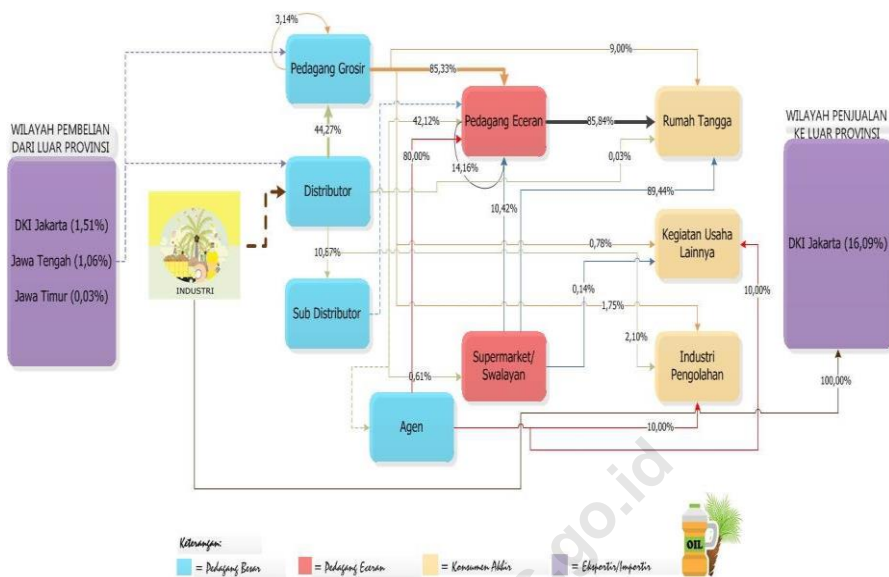 3,14%
Pedagang Grosir
9,00%
85,33%
WILAYAH PEMBELIAN
DARI LUAR PROVINSI
DKI Jakarta (1,51%)
Jawa Tengah (1,06%)
Jawa Timur (0,03%)
44,27%
42,12%
80,00%
Pedagang Eceran
14,16%
85,84%
Rumah Tangga
WILAYAH PENJUALAN
KE LUAR PROVINSI
DKI Jakarta (16,09%)
0,03%
Distributor
89,44%
10,42%
INDUSTRI
10,67%
0,78%
Kegiatan Usaha
Lainnya
Sub Distributor
0,14%
1,75%
10,00%
2,10%
Supermarket/
Swalayan
Industri
Pengolahan
0,61%
100,00%
Agen
10,00%
OIL
Keterangan:
= Pedagang Besar
= Pedagang Eceran
= Konsumen Akhir
= Eksportir/Importir
s.go.id